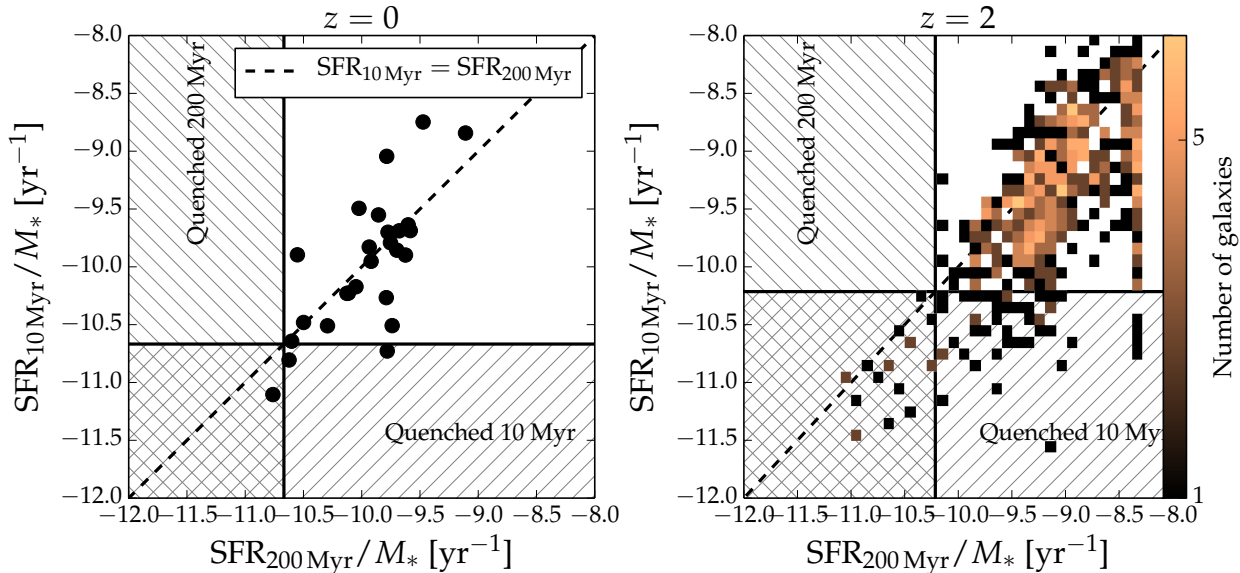 z = 0
SFR₁₀ Myr/M* [yr⁻¹]
−8.0
−8.5
−9.0
−9.5
−10.0
−10.5
−11.0
−11.5
−12.0
Quenched 200 Myr
SFR₁₀ Myr = SFR₂₀₀ Myr
Quenched 10 Myr
−12.0 −11.5 −11.0 −10.5 −10.0 −9.5 −9.0 −8.5 −8.0
SFR₂₀₀ Myr/M* [yr⁻¹]
z = 2
SFR₁₀ Myr/M* [yr⁻¹]
−8.0
−8.5
−9.0
−9.5
−10.0
−10.5
−11.0
−11.5
−12.0
Quenched 200 Myr
Quenched 10 Myr
−12.0 −11.5 −11.0 −10.5 −10.0 −9.5 −9.0 −8.5 −8.0
SFR₂₀₀ Myr/M* [yr⁻¹]
5
1
Number of galaxies